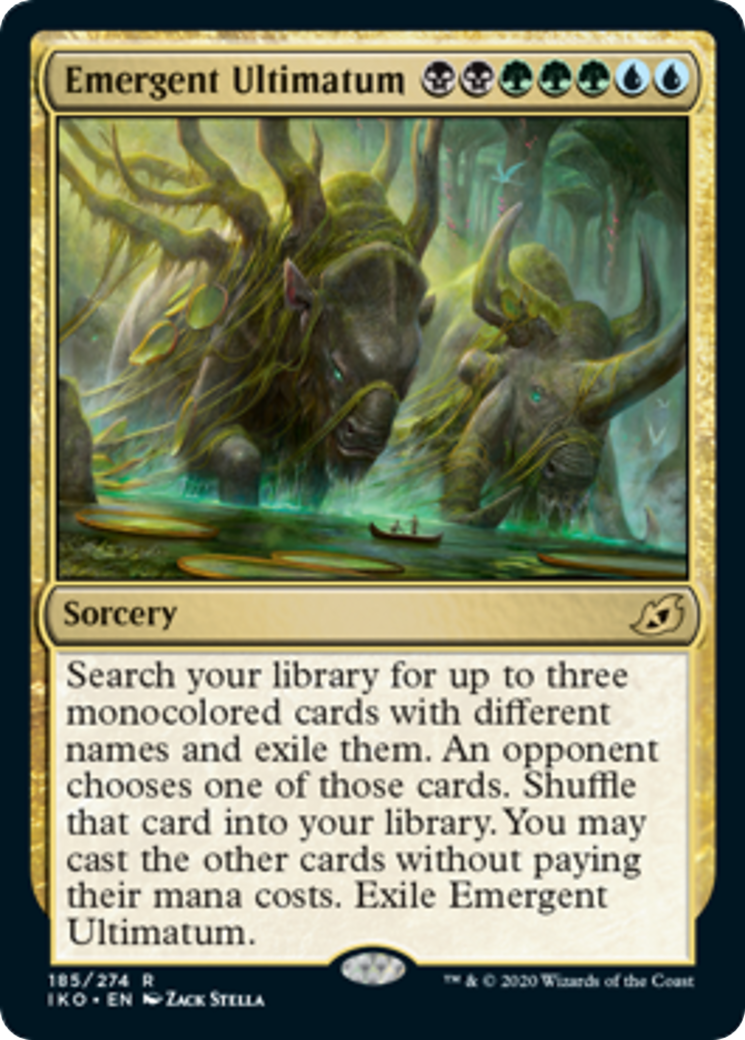 Emergent Ultimatum
Sorcery
Search your library for up to three
monocolored cards with different
names and exile them. An opponent
chooses one of those cards. Shuffle
that card into your library. You may
cast the other cards without paying
their mana costs. Exile Emergent
Ultimatum.
185/274 R
IKO • EN Zack Stella
™ & © 2020 Wizards of the Coast